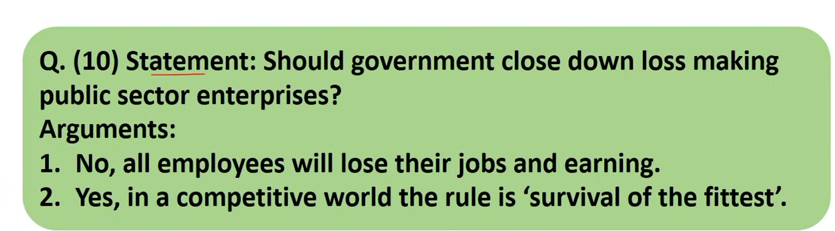 Q. (10) Statement: Should government close down loss making
public sector enterprises?
Arguments:
1. No, all employees will lose their jobs and earning.
2. Yes, in a competitive world the rule is ‘survival of the fittest’.